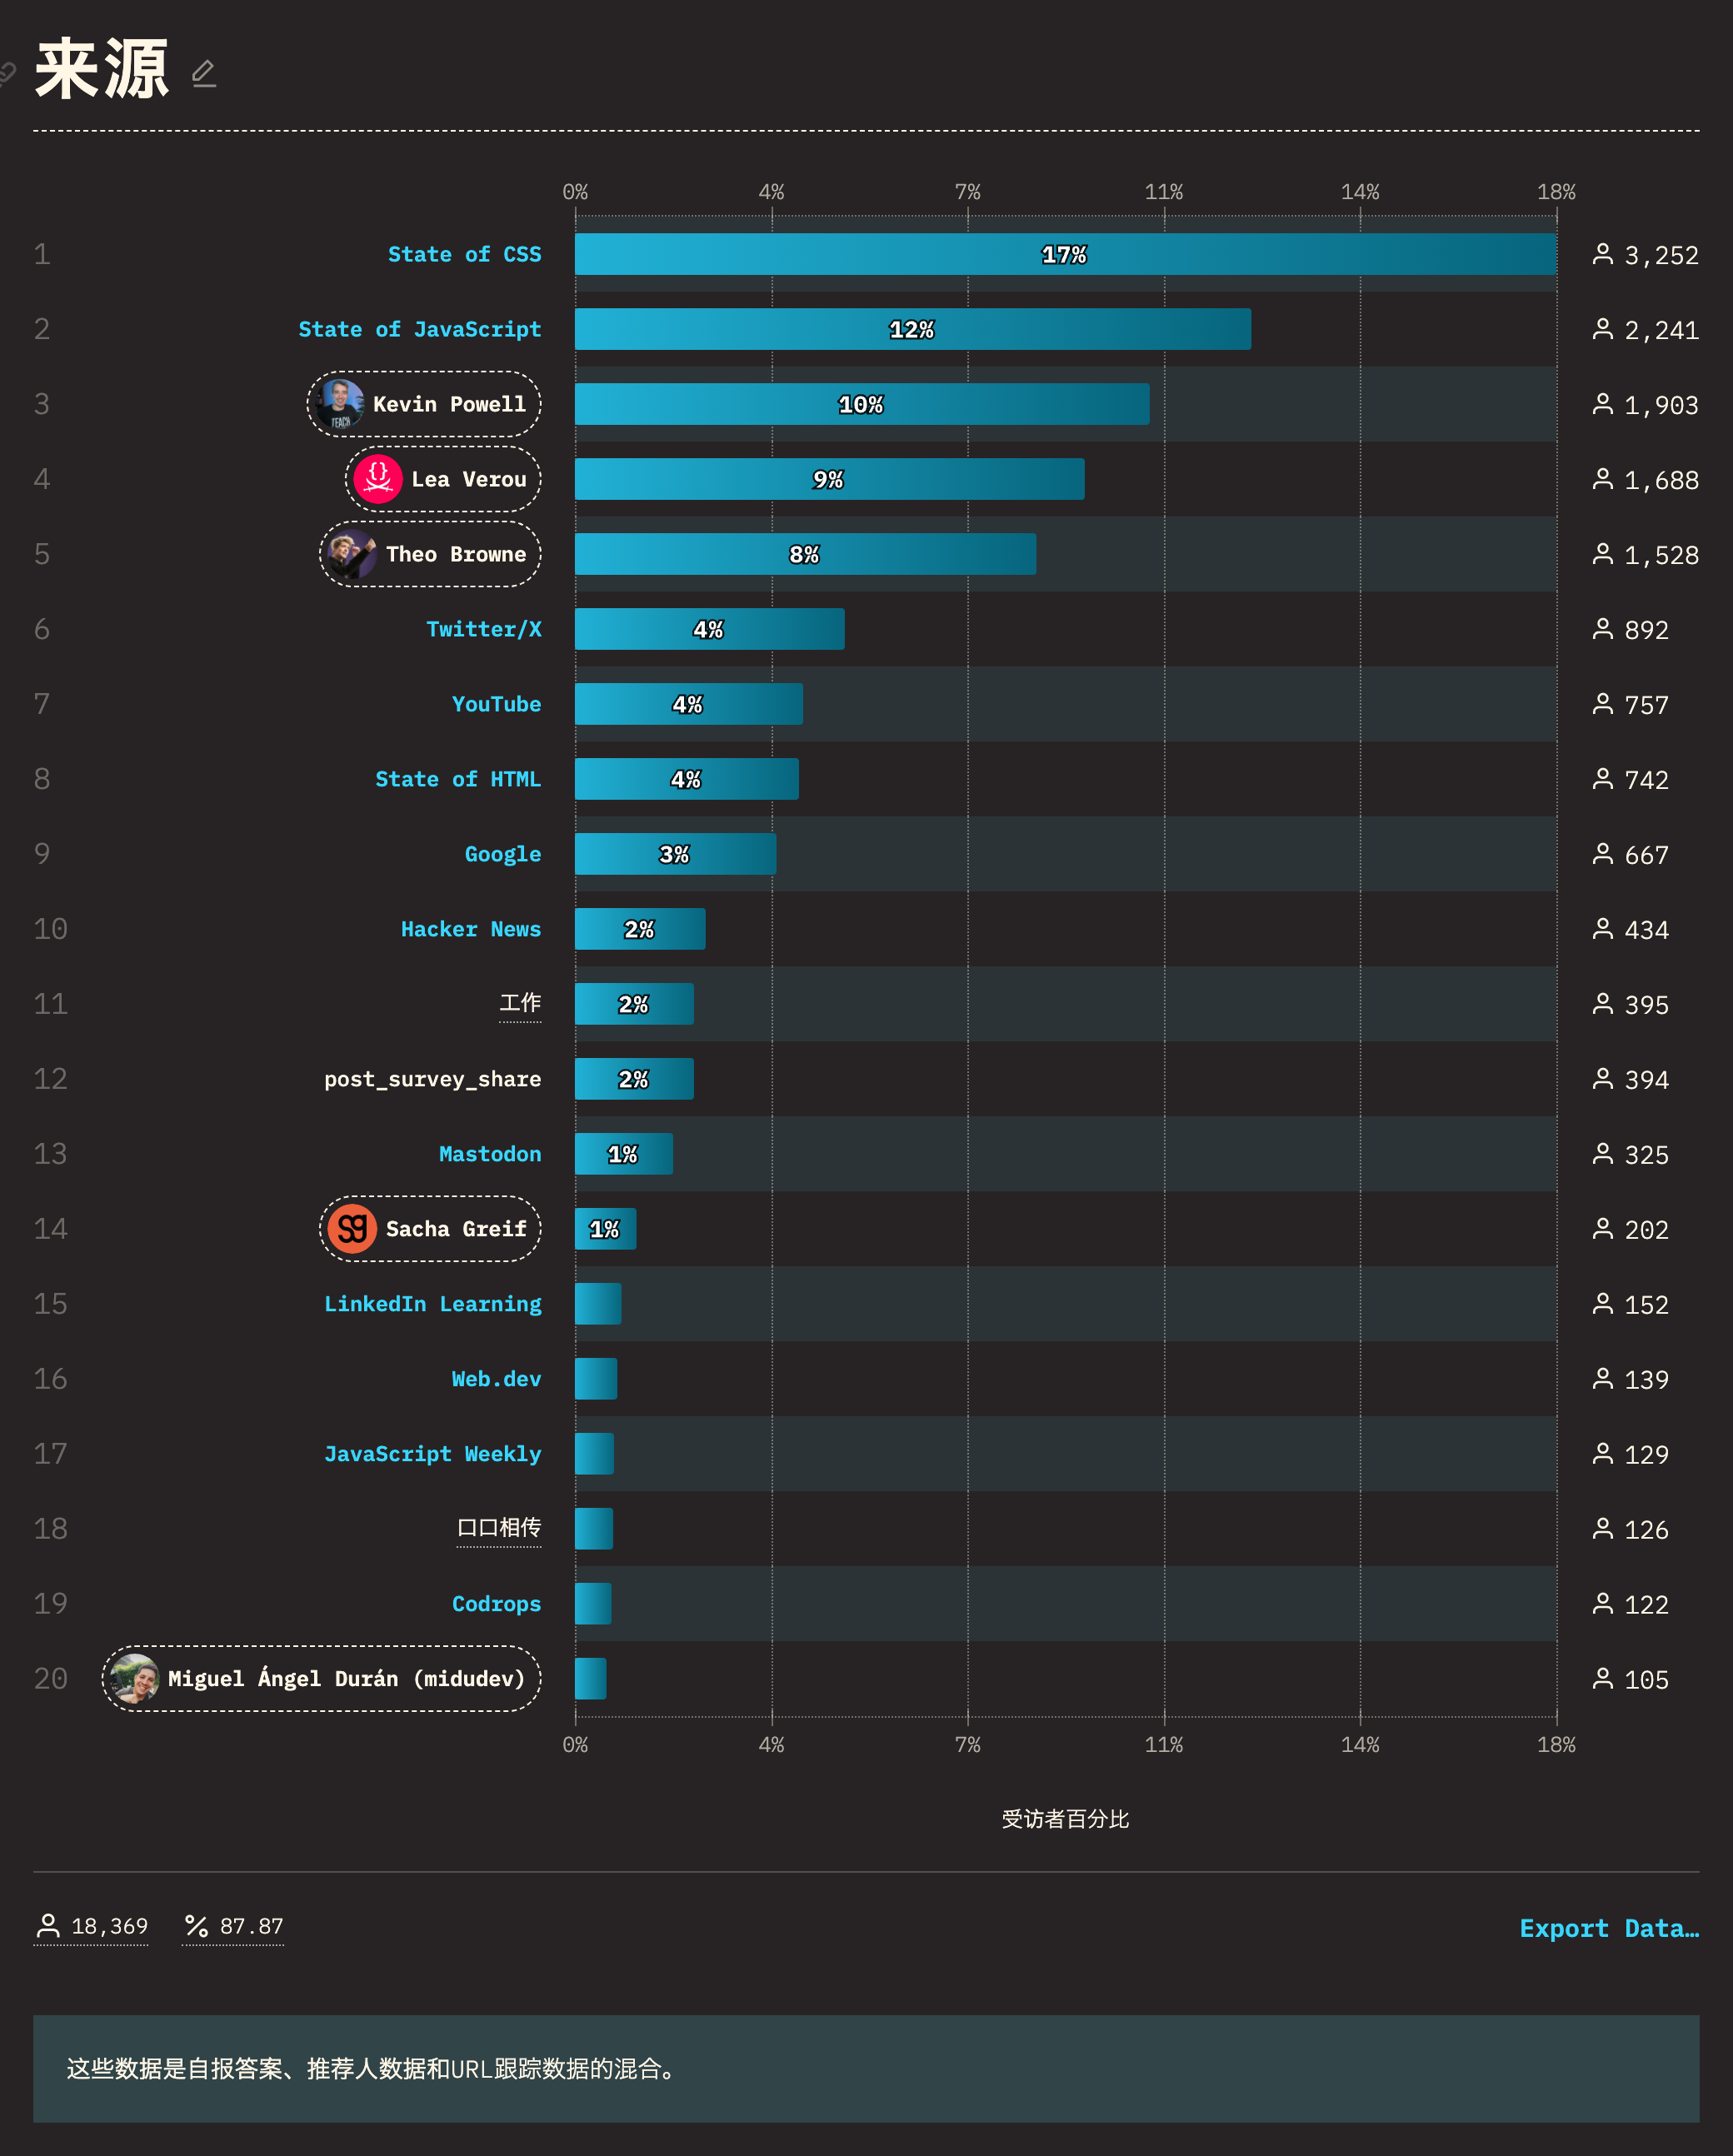 来源
0% 4% 7% 11% 14% 18%
1 State of CSS 17% 3,252
2 State of JavaScript 12% 2,241
3 Kevin Powell 10% 1,903
4 Lea Verou 9% 1,688
5 Theo Browne 8% 1,528
6 Twitter/X 4% 892
7 YouTube 4% 757
8 State of HTML 4% 742
9 Google 3% 667
10 Hacker News 2% 434
11 工作 2% 395
12 post_survey_share 2% 394
13 Mastodon 1% 325
14 Sg Sacha Greif 1% 202
15 LinkedIn Learning 152
16 Web.dev 139
17 JavaScript Weekly 129
18 口口相传 126
19 Codrops 122
20 Miguel Ángel Durán (midudev) 105
0% 4% 7% 11% 14% 18%
受访者百分比
18,369 % 87.87 Export Data…
这些数据是自报答案、推荐人数据和URL跟踪数据的混合。